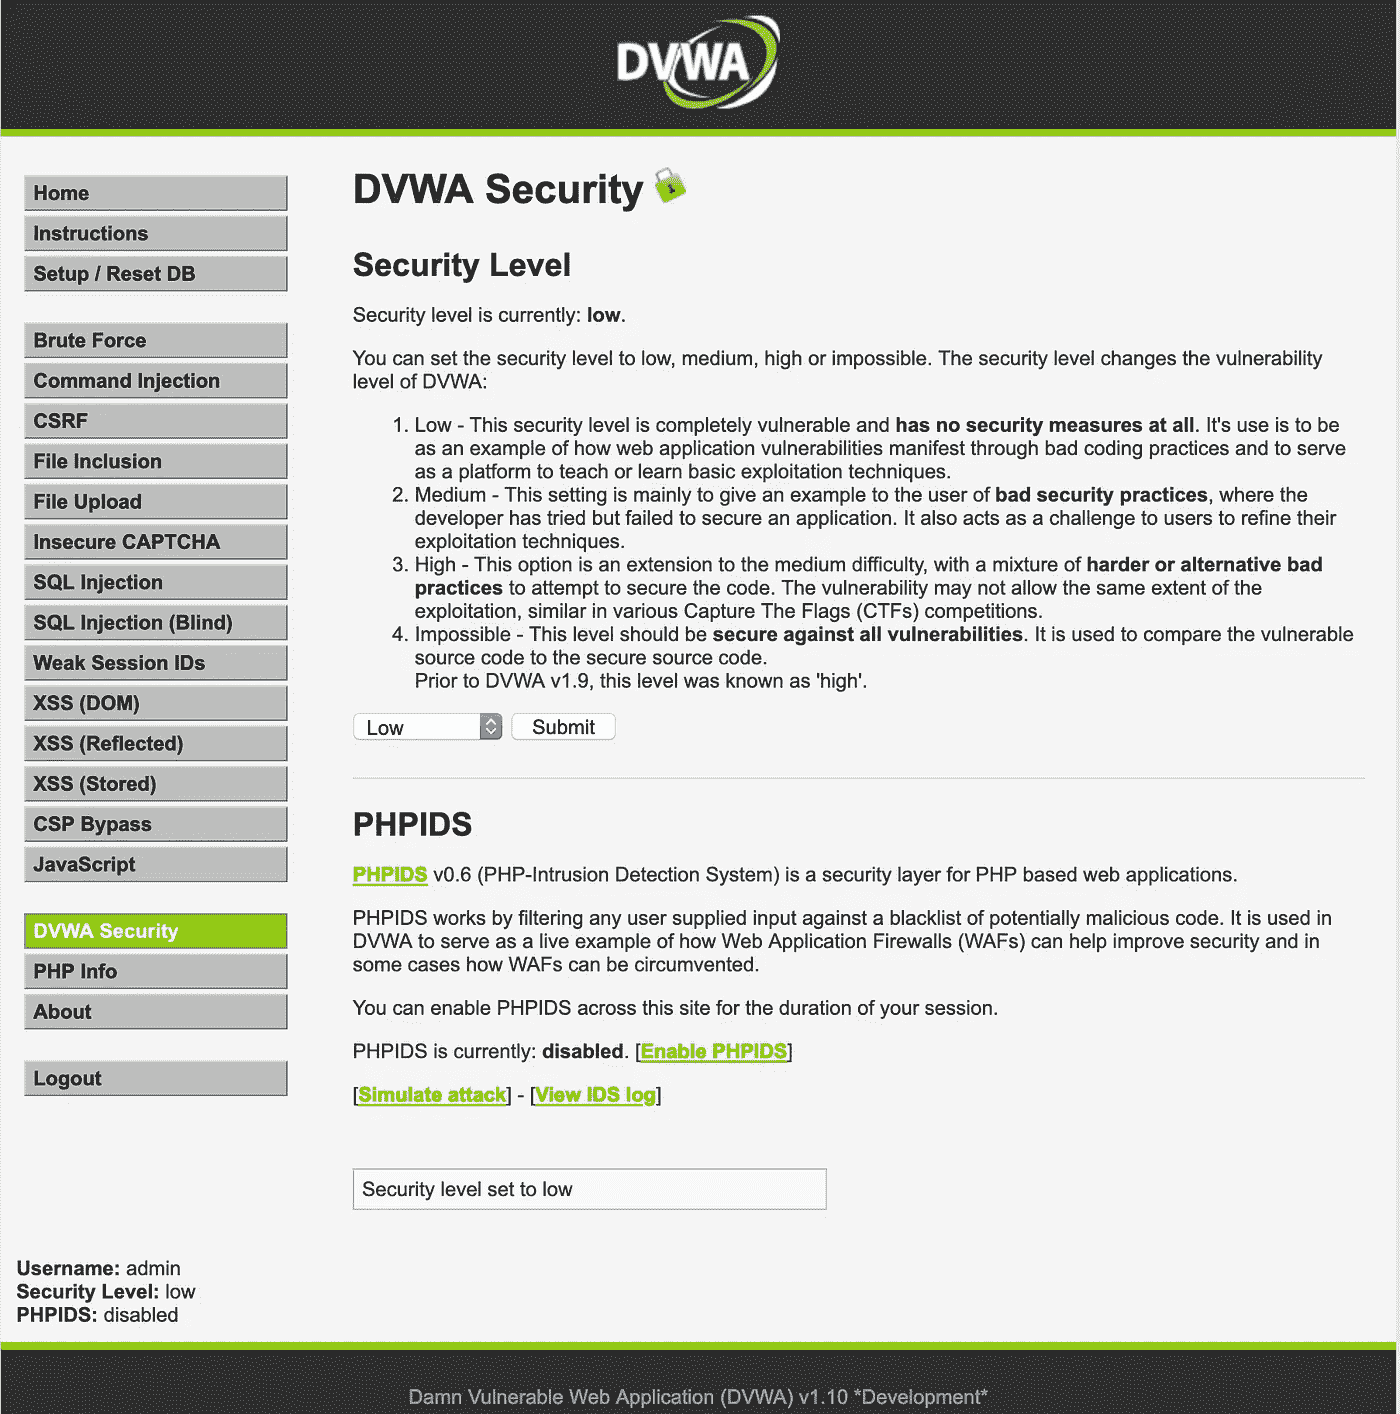 DVWA
Home
Instructions
Setup / Reset DB
Brute Force
Command Injection
CSRF
File Inclusion
File Upload
Insecure CAPTCHA
SQL Injection
SQL Injection (Blind)
Weak Session IDs
XSS (DOM)
XSS (Reflected)
XSS (Stored)
CSP Bypass
JavaScript
DVWA Security
PHP Info
About
Logout
DVWA Security
Security Level
Security level is currently: low.
You can set the security level to low, medium, high or impossible. The security level changes the vulnerability
level of DVWA:
1. Low - This security level is completely vulnerable and has no security measures at all. It's use is to be
as an example of how web application vulnerabilities manifest through bad coding practices and to serve
as a platform to teach or learn basic exploitation techniques.
2. Medium - This setting is mainly to give an example to the user of bad security practices, where the
developer has tried but failed to secure an application. It also acts as a challenge to users to refine their
exploitation techniques.
3. High - This option is an extension to the medium difficulty, with a mixture of harder or alternative bad
practices to attempt to secure the code. The vulnerability may not allow the same extent of the
exploitation, similar in various Capture The Flags (CTFs) competitions.
4. Impossible - This level should be secure against all vulnerabilities. It is used to compare the vulnerable
source code to the secure source code.
Prior to DVWA v1.9, this level was known as 'high'.
Low Submit
PHPIDS
PHPIDS v0.6 (PHP-Intrusion Detection System) is a security layer for PHP based web applications.
PHPIDS works by filtering any user supplied input against a blacklist of potentially malicious code. It is used in
DVWA to serve as a live example of how Web Application Firewalls (WAFs) can help improve security and in
some cases how WAFs can be circumvented.
You can enable PHPIDS across this site for the duration of your session.
PHPIDS is currently: disabled. [Enable PHPIDS]
[Simulate attack] - [View IDS log]
Security level set to low
Username: admin
Security Level: low
PHPIDS: disabled
Damn Vulnerable Web Application (DVWA) v1.10 *Development*